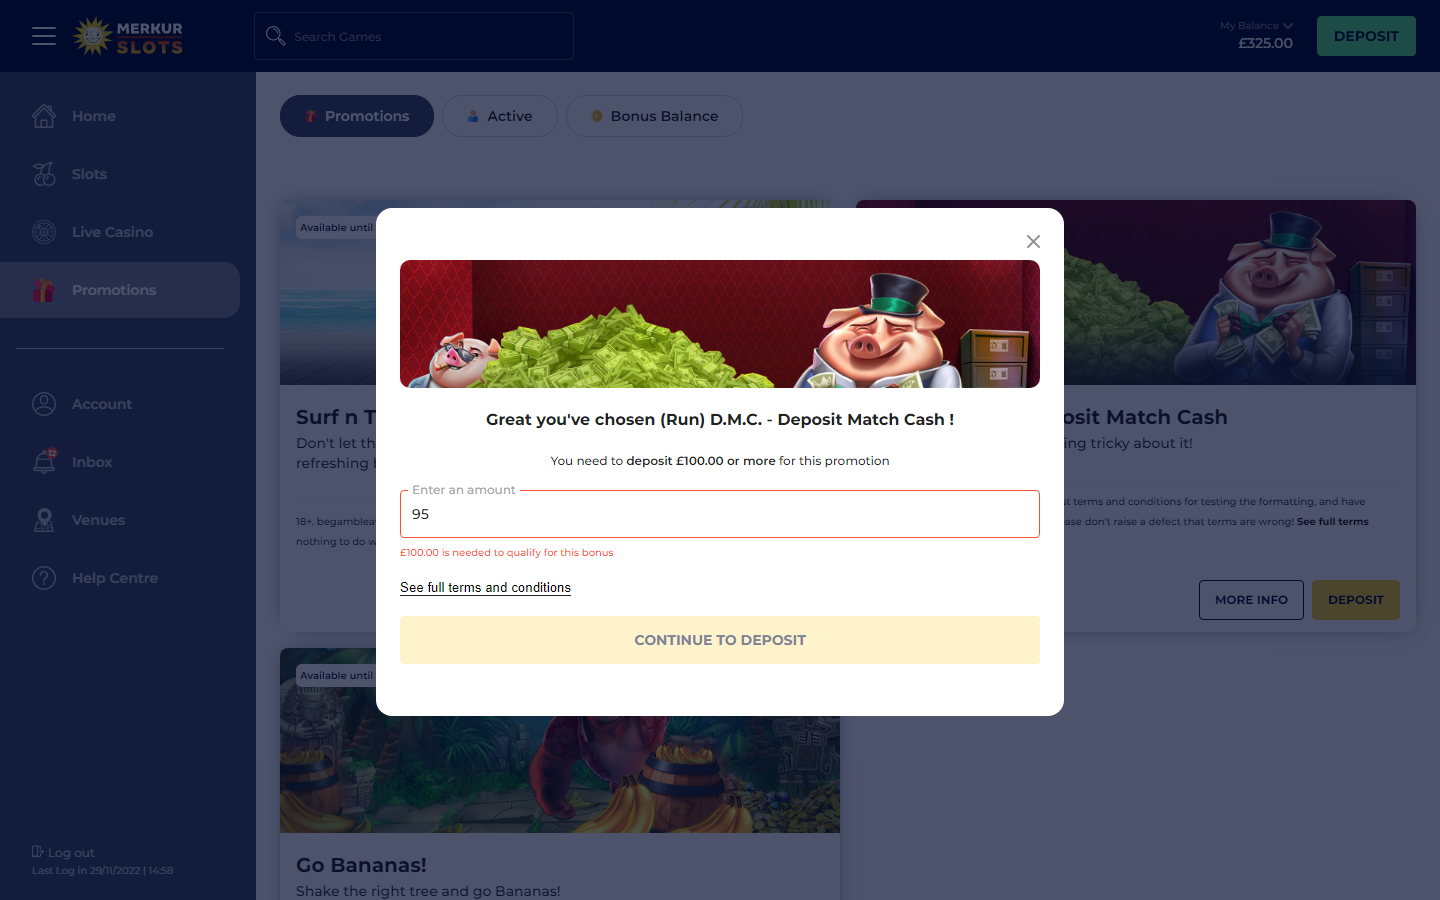 MERKUR
SLOTS
Search Games
My Balance
£325.00
DEPOSIT
Home
Slots
Live Casino
Promotions
Account
12
Inbox
Venues
Help Centre
Log out
Last Log in 29/11/2022 | 14:58
Promotions
Active
Bonus Balance
Available until
Surf n T
Don't let th
refreshing b
18+. begamblea
nothing to do w
osit Match Cash
ing tricky about it!
st terms and conditions for testing the formatting, and have
ase don't raise a defect that terms are wrong! See full terms
MORE INFO
DEPOSIT
Great you've chosen (Run) D.M.C. - Deposit Match Cash !
You need to deposit £100.00 or more for this promotion
Enter an amount
95
£100.00 is needed to qualify for this bonus
See full terms and conditions
CONTINUE TO DEPOSIT
Available until
Go Bananas!
Shake the right tree and go Bananas!